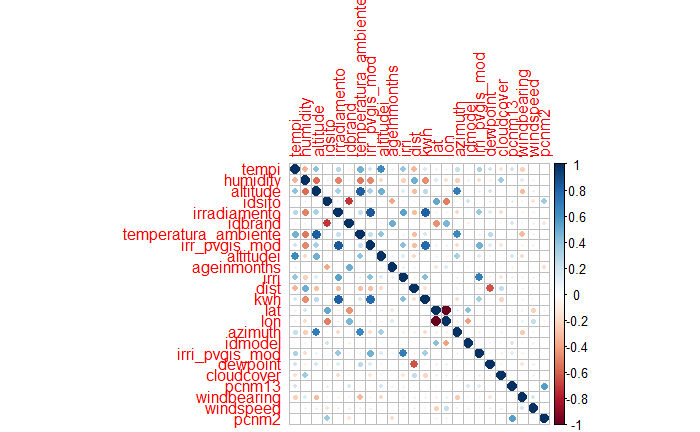 tempi
humidity
altitude
idsito
irradiamento
idbrand
temperatura_ambiente
irr_pvgis_mod
altitudei
ageinmonths
irri
dist
kwh
lat
lon
azimuth
idmodel
irri_pvgis_mod
dewpoint
cloudcover
pcnm13
windbearing
windspeed
pcnm2
tempi
humidity
altitude
idsito
irradiamento
idbrand
temperatura_ambiente
irr_pvgis_mod
altitudei
ageinmonths
irri
dist
kwh
lat
lon
azimuth
idmodel
irri_pvgis_mod
dewpoint
cloudcover
pcnm13
windbearing
windspeed
pcnm2
1
0.8
0.6
0.4
0.2
0
-0.2
-0.4
-0.6
-0.8
-1